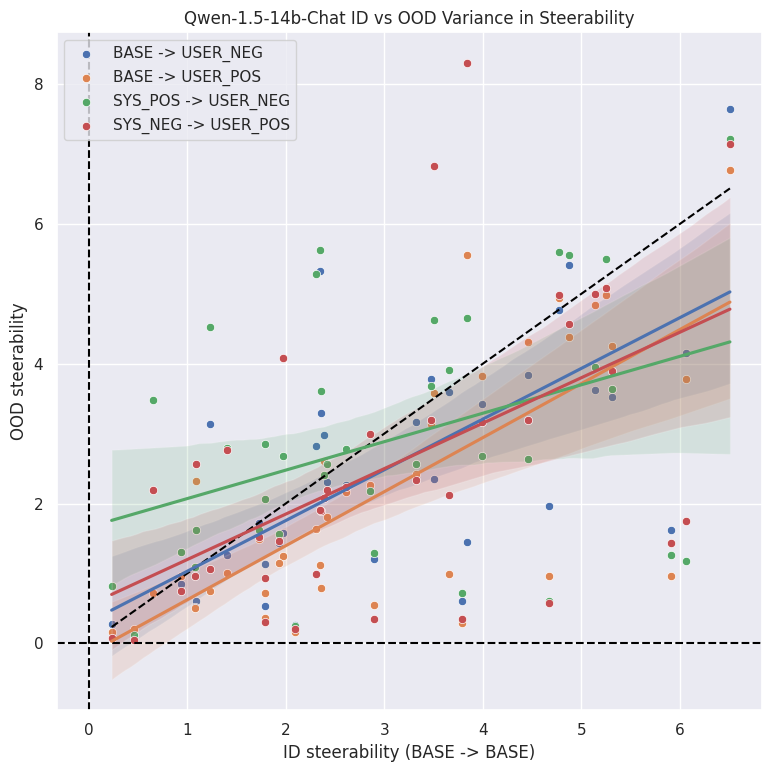 Qwen-1.5-14b-Chat ID vs OOD Variance in Steerability
BASE -> USER_NEG
BASE -> USER_POS
SYS_POS -> USER_NEG
SYS_NEG -> USER_POS
8
6
4
2
0
OOD steerability
0 1 2 3 4 5 6
ID steerability (BASE -> BASE)